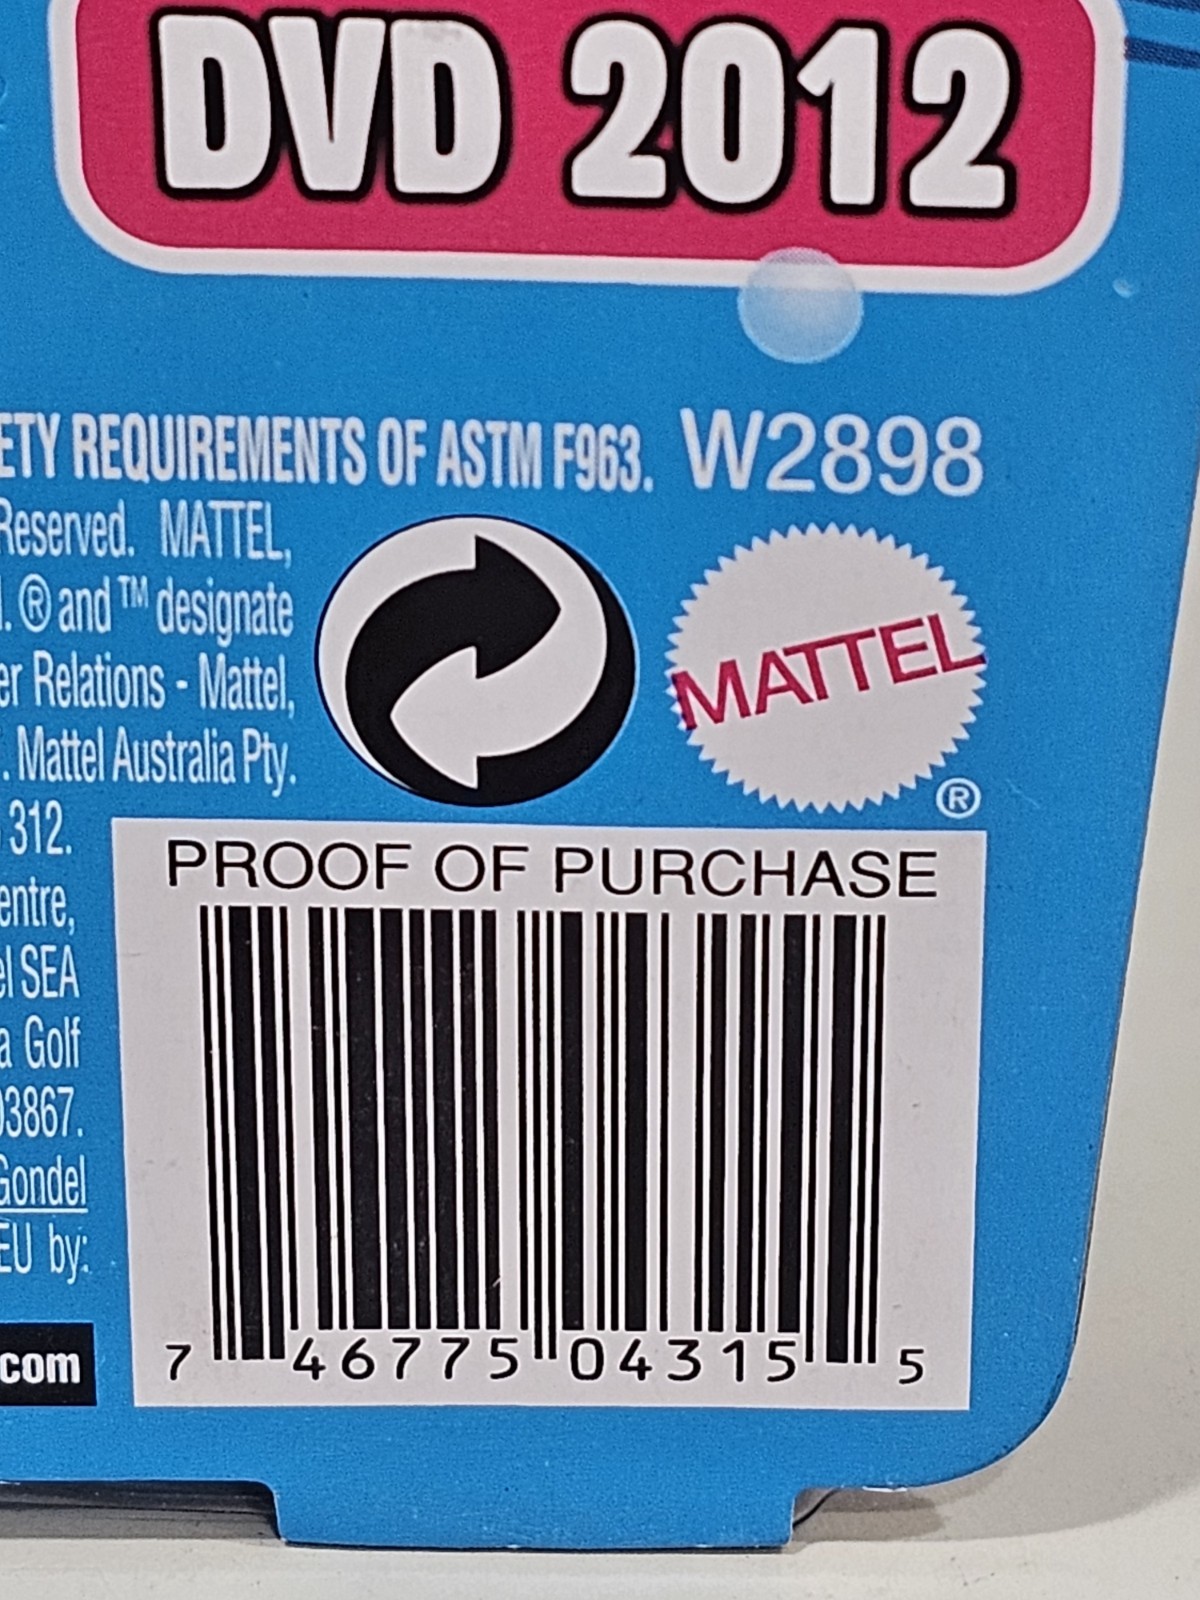 DVD 2012
ETY REQUIREMENTS OF ASTM F963. W2898
Reserved. MATTEL,
. ® and ™ designate
er Relations - Mattel,
. Mattel Australia Pty.
312.
entre,
el SEA
a Golf
03867.
Gondel
EU by:
.com
MATTEL
®
PROOF OF PURCHASE
7 46775 04315 5